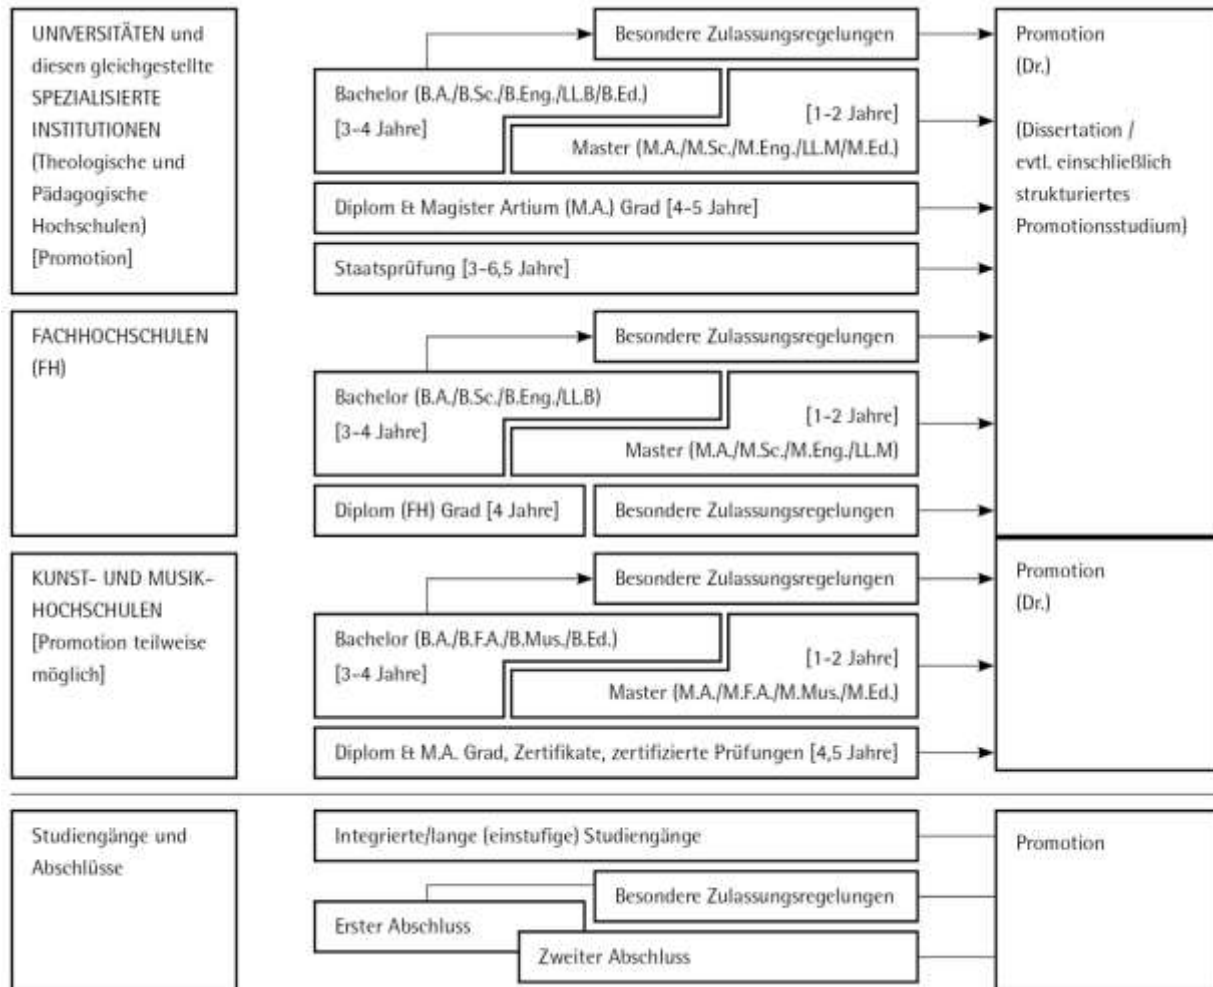 UNIVERSITÄTEN und
diesen gleichgestellte
SPEZIALISIERTE
INSTITUTIONEN
(Theologische und
Pädagogische
Hochschulen)
[Promotion]
Besondere Zulassungsregelungen
Bachelor (B.A./B.Sc./B.Eng./LL.B/B.Ed.)
[3-4 Jahre]
[1-2 Jahre]
Master (M.A./M.Sc./M.Eng./LL.M/M.Ed.)
Diplom & Magister Artium (M.A.) Grad [4-5 Jahre]
Staatsprüfung [3-6,5 Jahre]
Promotion
(Dr.)
(Dissertation /
evtl. einschließlich
strukturiertes
Promotionsstudium)
FACHHOCHSCHULEN
(FH)
Besondere Zulassungsregelungen
Bachelor (B.A./B.Sc./B.Eng./LL.B)
[3-4 Jahre]
[1-2 Jahre]
Master (M.A./M.Sc./M.Eng./LL.M)
Diplom (FH) Grad [4 Jahre]
Besondere Zulassungsregelungen
KUNST- UND MUSIK-
HOCHSCHULEN
[Promotion teilweise
möglich]
Besondere Zulassungsregelungen
Bachelor (B.A./B.F.A./B.Mus./B.Ed.)
[3-4 Jahre]
[1-2 Jahre]
Master (M.A./M.F.A./M.Mus./M.Ed.)
Diplom & M.A. Grad, Zertifikate, zertifizierte Prüfungen [4,5 Jahre]
Promotion
(Dr.)
Studiengänge und
Abschlüsse
Integrierte/lange (einstufige) Studiengänge
Besondere Zulassungsregelungen
Erster Abschluss
Zweiter Abschluss
Promotion